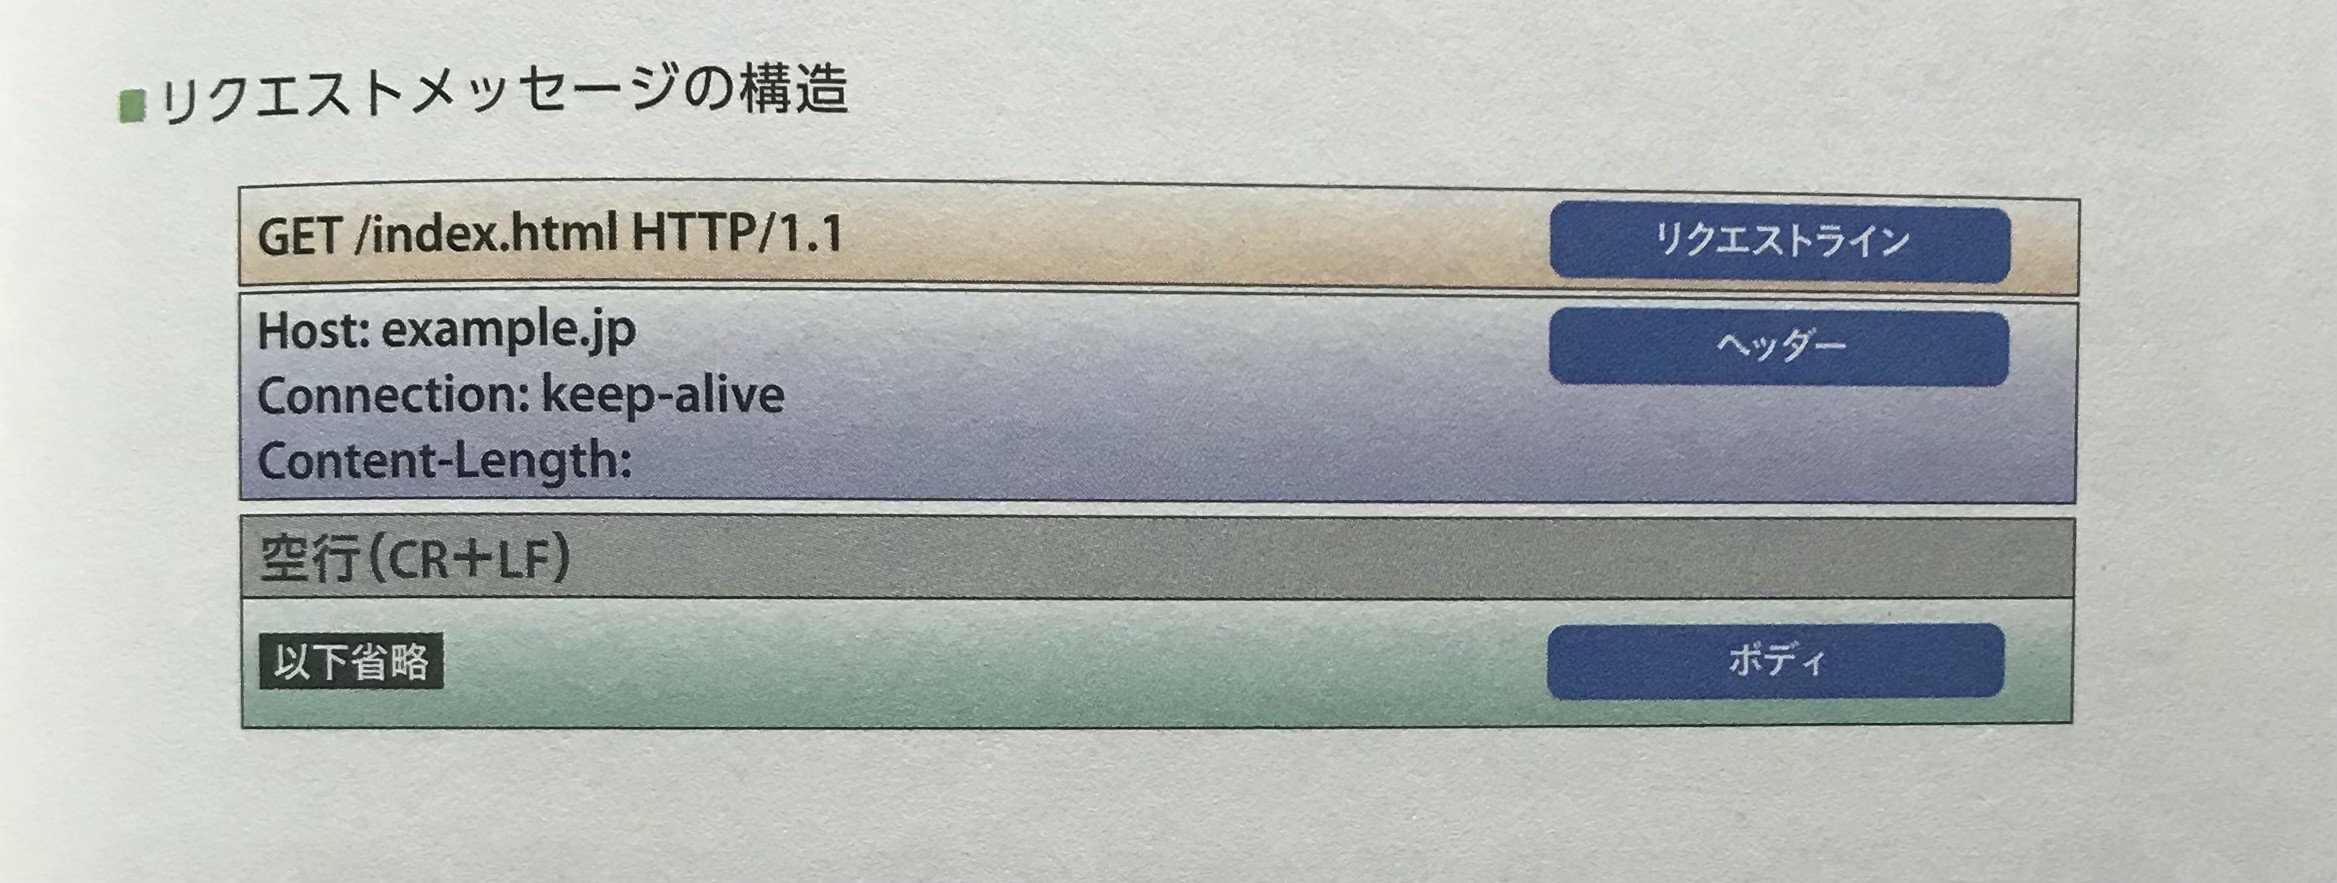 ■リクエストメッセージの構造
GET /index.html HTTP/1.1
リクエストライン
Host: example.jp
ヘッダー
Connection: keep-alive
Content-Length:
空行(CR+LF)
以下省略
ボディ